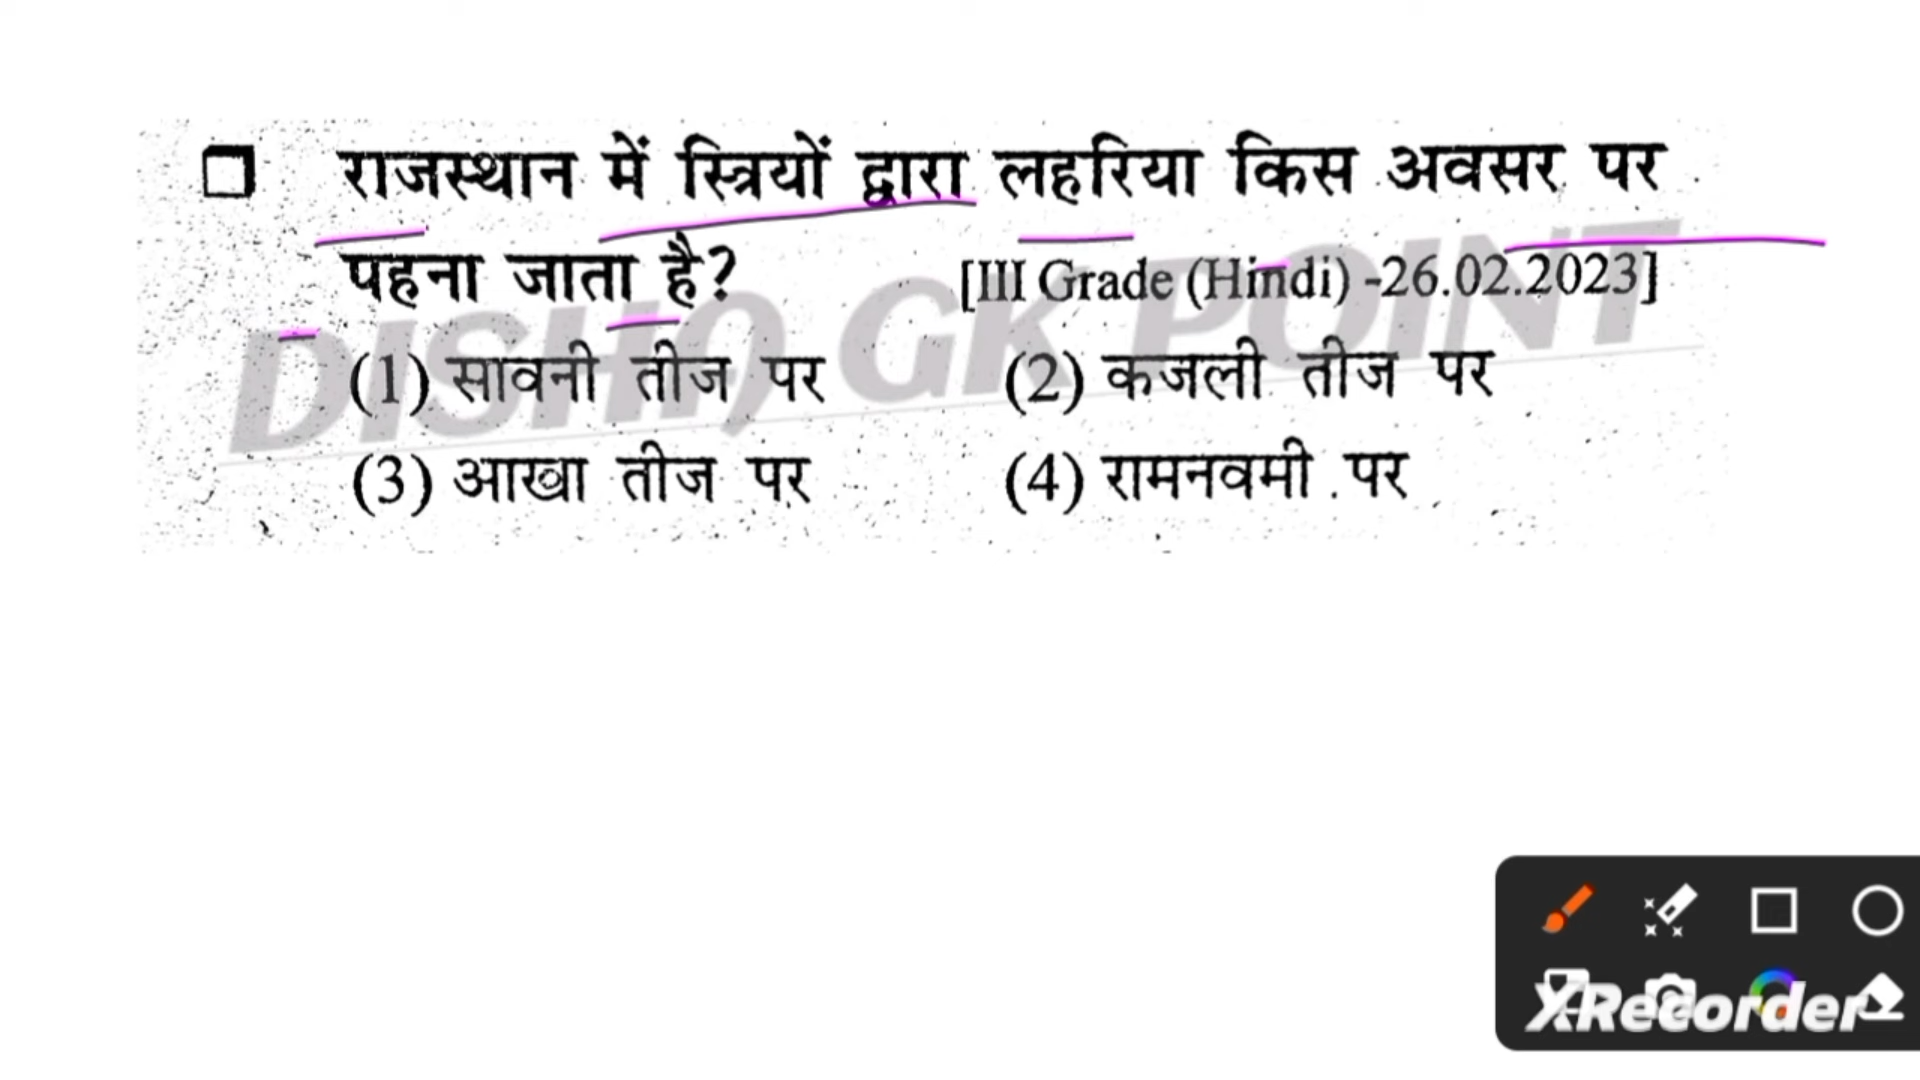 राजस्थान में स्त्रियों द्वारा लहरिया किस अवसर पर
पहना जाता है? [III Grade (Hindi) -26.02.2023]
DISHA GK POINT
(1) सावनी तीज पर (2) कजली तीज पर
(3) आखा तीज पर (4) रामनवमी पर
XRecorder